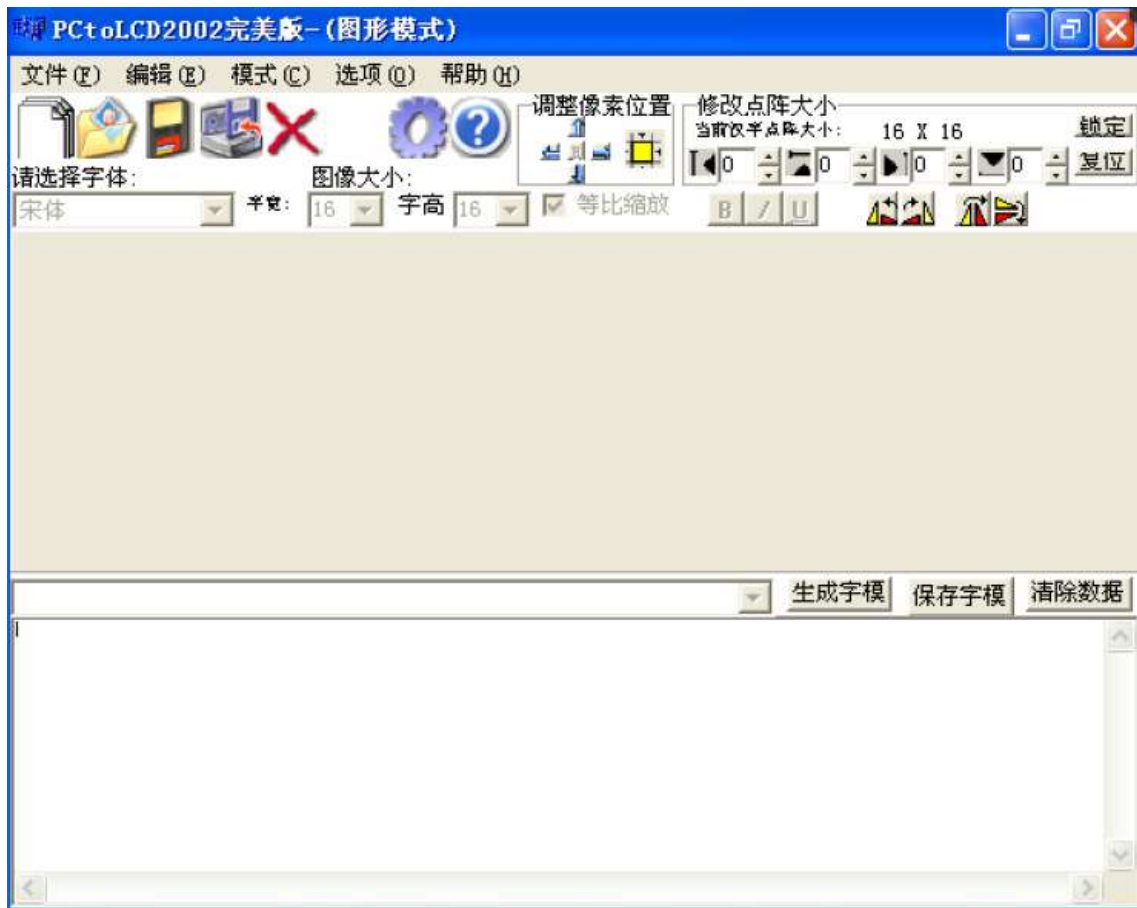 PCtoLCD2002完美版-(图形模式)
文件(F) 编辑(E) 模式(C) 选项(O) 帮助(H)
调整像素位置 修改点阵大小
当前汉字点阵大小: 16 X 16 锁定
0 0 0 0 复位
请选择字体: 图像大小:
宋体 字宽: 16 字高 16 等比缩放 B / U
生成字模 保存字模 清除数据